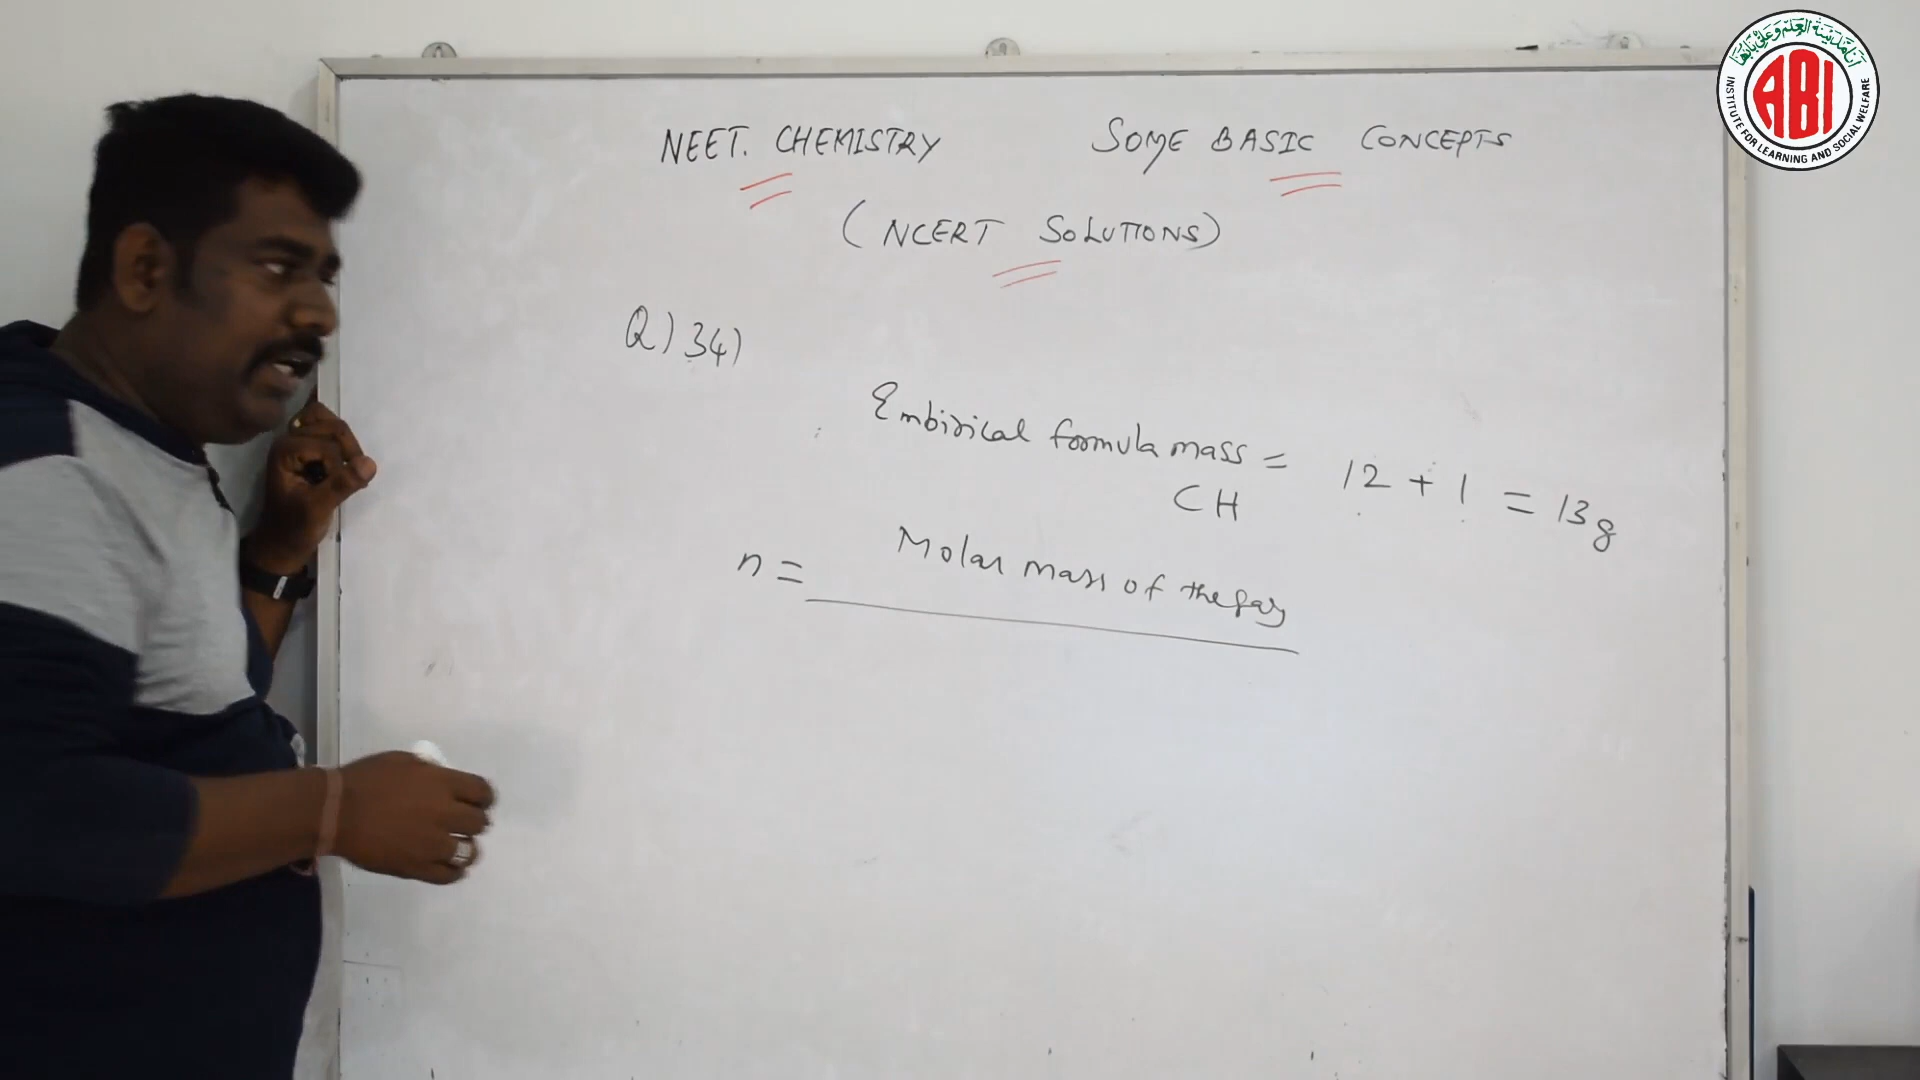 NEET. CHEMISTRY SOME BASIC CONCEPTS
(NCERT SOLUTIONS)
Q) 34)
Embirical formula mass = 12 + 1 = 13g
CH
n = Molar mass of the gas
ABI
INSTITUTE FOR LEARNING AND SOCIAL WELFARE